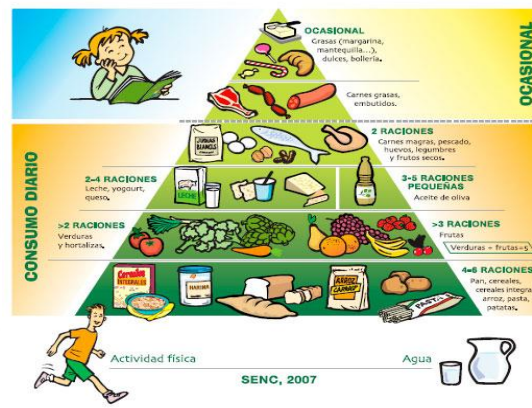 OCASIONAL
Grasas (margarina,
mantequilla...),
dulces, bollería.
OCASIONAL
Carnes grasas,
embutidos.
CONSUMO DIARIO
JUDÍAS
BLANCAS
2 RACIONES
Carnes magras, pescado,
huevos, legumbres
y frutos secos.
2-4 RACIONES
Leche, yogourt,
queso.
LECHE
3-5 RACIONES
PEQUEÑAS
Aceite de oliva
>2 RACIONES
Verduras
y hortalizas.
>3 RACIONES
Frutas
Verduras + frutas=5
Cereales
INTEGRALES
HARINA
ARROZ
PASTA
4-6 RACIONES
Pan, cereales,
cereales integra
arroz, pasta,
patatas.
Actividad física
Agua
SENC, 2007